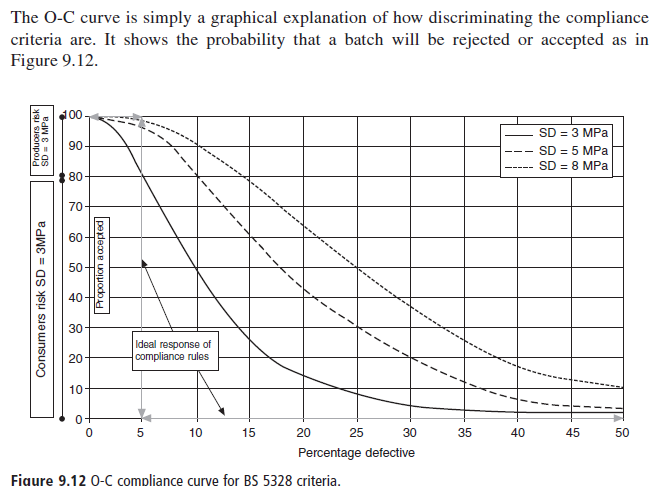 The O-C curve is simply a graphical explanation of how discriminating the compliance
criteria are. It shows the probability that a batch will be rejected or accepted as in
Figure 9.12.
Producers risk
SD = 3 MPa
Consumers risk SD = 3MPa
100
90
80
70
60
50
40
30
20
10
0
Proportion accepted
SD = 3 MPa
SD = 5 MPa
SD = 8 MPa
Ideal response of
compliance rules
0 5 10 15 20 25 30 35 40 45 50
Percentage defective
Figure 9.12 O-C compliance curve for BS 5328 criteria.